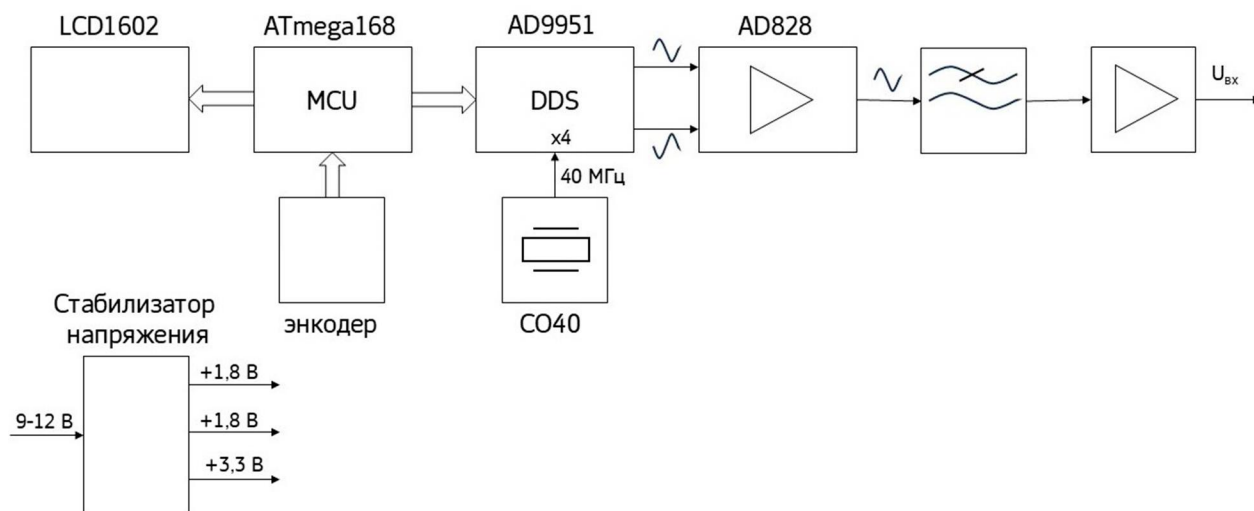 LCD1602
ATmega168
AD9951
AD828
MCU
DDS
x4
Uвх
40 МГц
энкодер
CO40
Стабилизатор
напряжения
9-12 В
+1,8 В
+1,8 В
+3,3 В